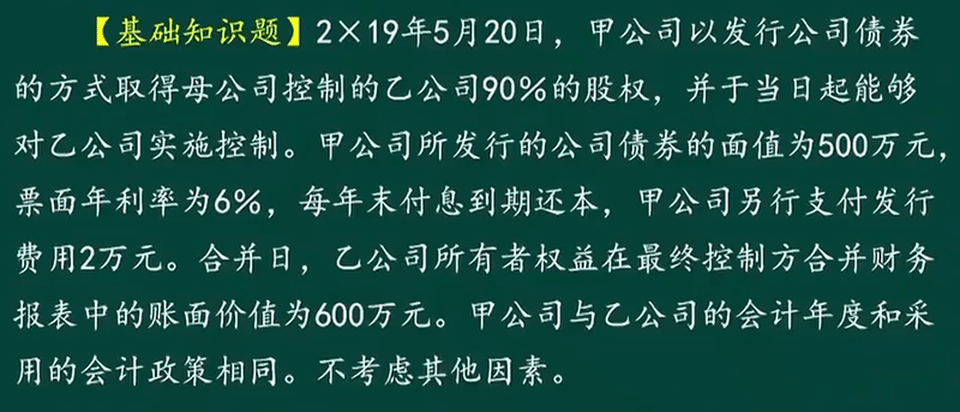 【基础知识题】2×19年5月20日，甲公司以发行公司债券
的方式取得母公司控制的乙公司90%的股权，并于当日起能够
对乙公司实施控制。甲公司所发行的公司债券的面值为500万元，
票面年利率为6%，每年末付息到期还本，甲公司另行支付发行
费用2万元。合并日，乙公司所有者权益在最终控制方合并财务
报表中的账面价值为600万元。甲公司与乙公司的会计年度和采
用的会计政策相同。不考虑其他因素。